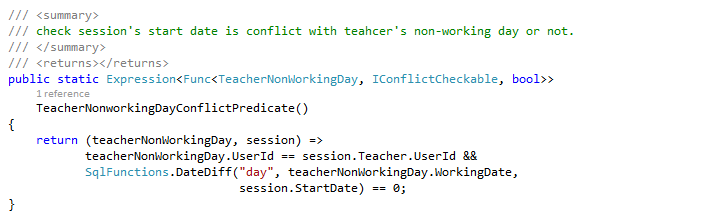 /// <summary>
/// check session's start date is conflict with teahcer's non-working day or not.
/// </summary>
/// <returns></returns>
public static Expression<Func<TeacherNonWorkingDay, IConflictCheckable, bool>>
1 reference
TeacherNonworkingDayConflictPredicate()
{
return (teacherNonWorkingDay, session) =>
teacherNonWorkingDay.UserId == session.Teacher.UserId &&
SqlFunctions.DateDiff("day", teacherNonWorkingDay.WorkingDate,
session.StartDate) == 0;
}